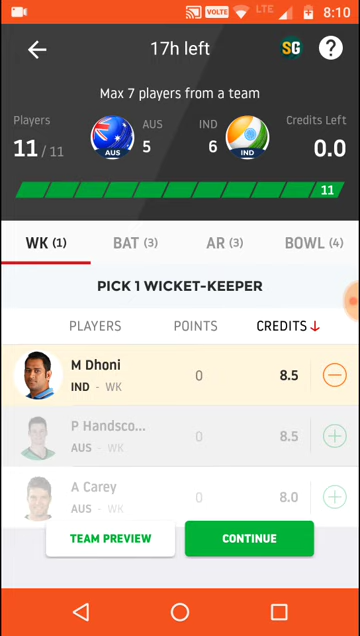 VOLTE LTE 8:10
17h left SG ?
Max 7 players from a team
Players AUS IND Credits Left
11 / 11 AUS 5 6 IND 0.0
11
WK (1) BAT (3) AR (3) BOWL (4)
PICK 1 WICKET-KEEPER
PLAYERS POINTS CREDITS ↓
M Dhoni
IND - WK 0 8.5
P Handsco...
AUS - WK 0 8.5
A Carey
AUS - WK 0 8.0
TEAM PREVIEW CONTINUE